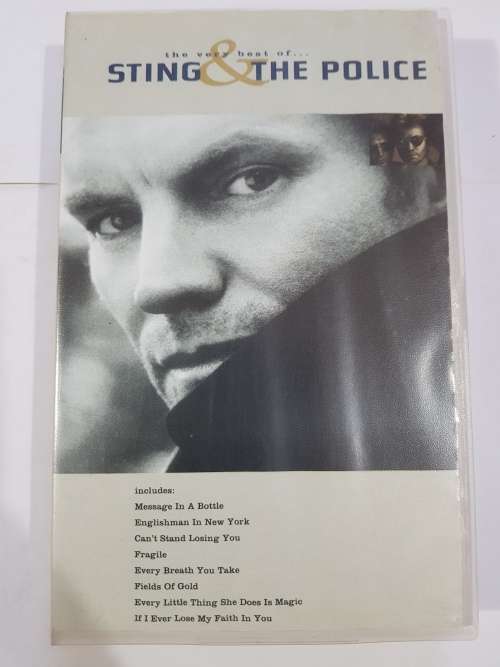 the very best of...
STING & THE POLICE
includes:
Message In A Bottle
Englishman In New York
Can't Stand Losing You
Fragile
Every Breath You Take
Fields Of Gold
Every Little Thing She Does Is Magic
If I Ever Lose My Faith In You